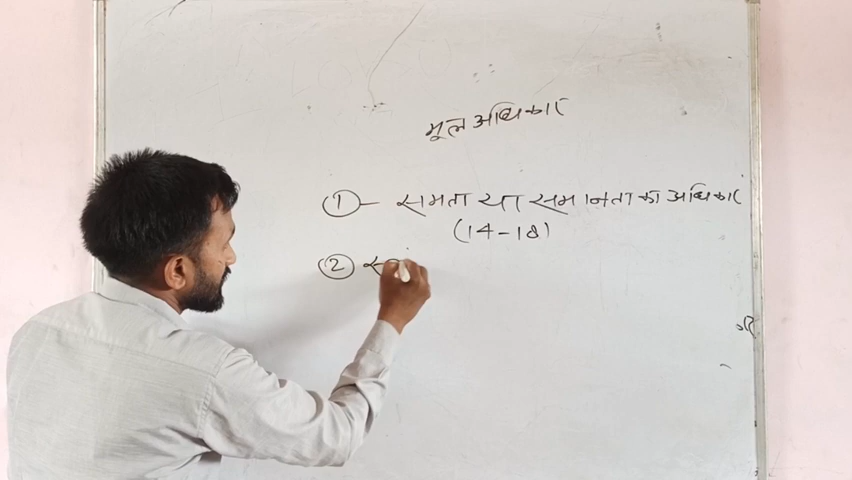 मूल अधिकार
1 - समता या समानता का अधिकार
(14-18)
2